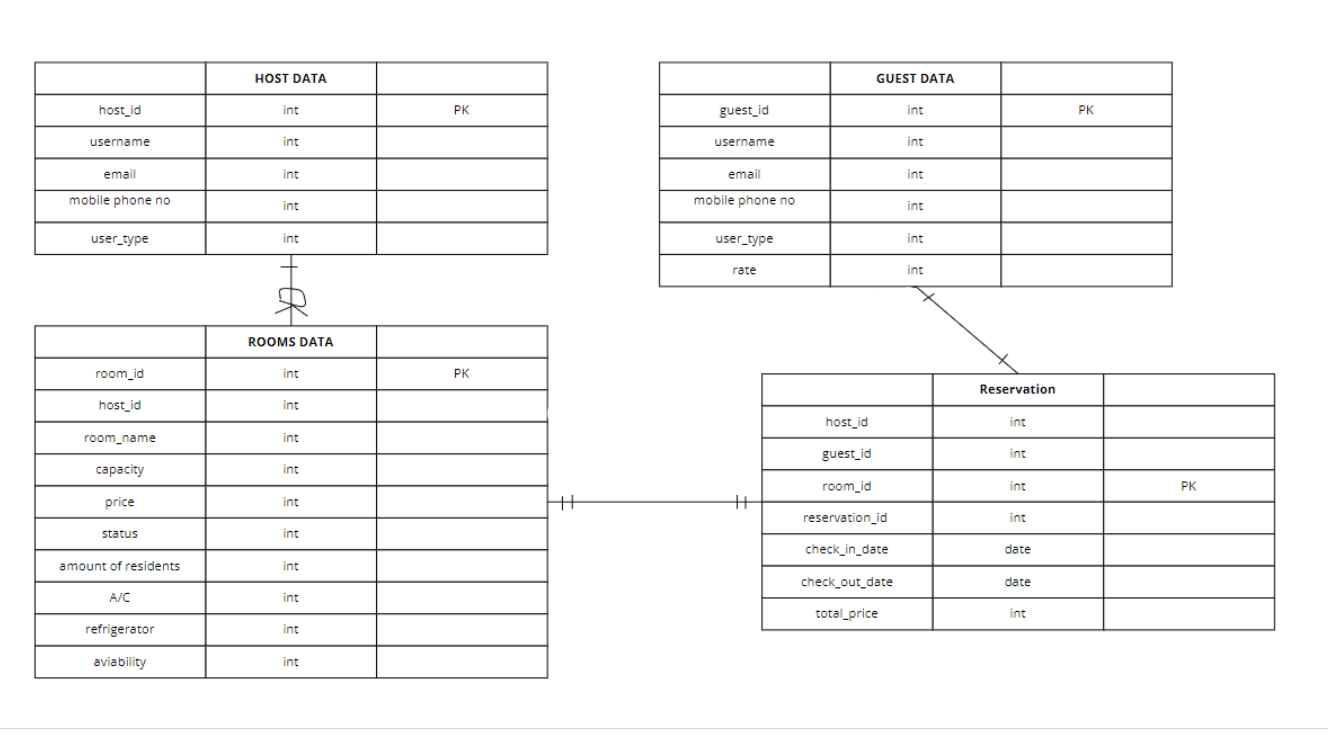 HOST DATA
host_id int PK
username int
email int
mobile phone no int
user_type int
GUEST DATA
guest_id int PK
username int
email int
mobile phone no int
user_type int
rate int
ROOMS DATA
room_id int PK
host_id int
room_name int
capacity int
price int
status int
amount of residents int
A/C int
refrigerator int
aviability int
Reservation
host_id int
guest_id int
room_id int PK
reservation_id int
check_in_date date
check_out_date date
total_price int